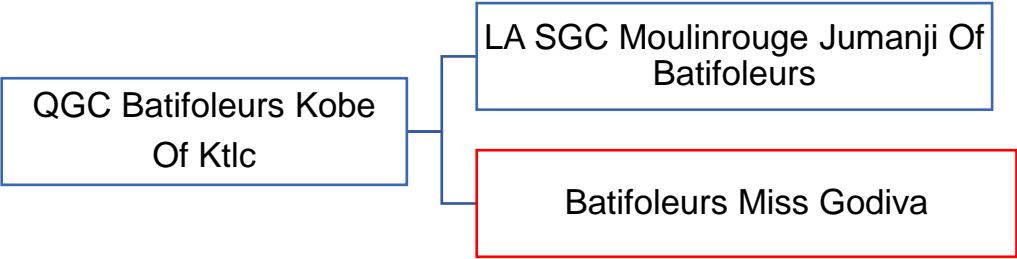 QGC Batifoleurs Kobe
Of Ktlc
LA SGC Moulinrouge Jumanji Of
Batifoleurs
Batifoleurs Miss Godiva